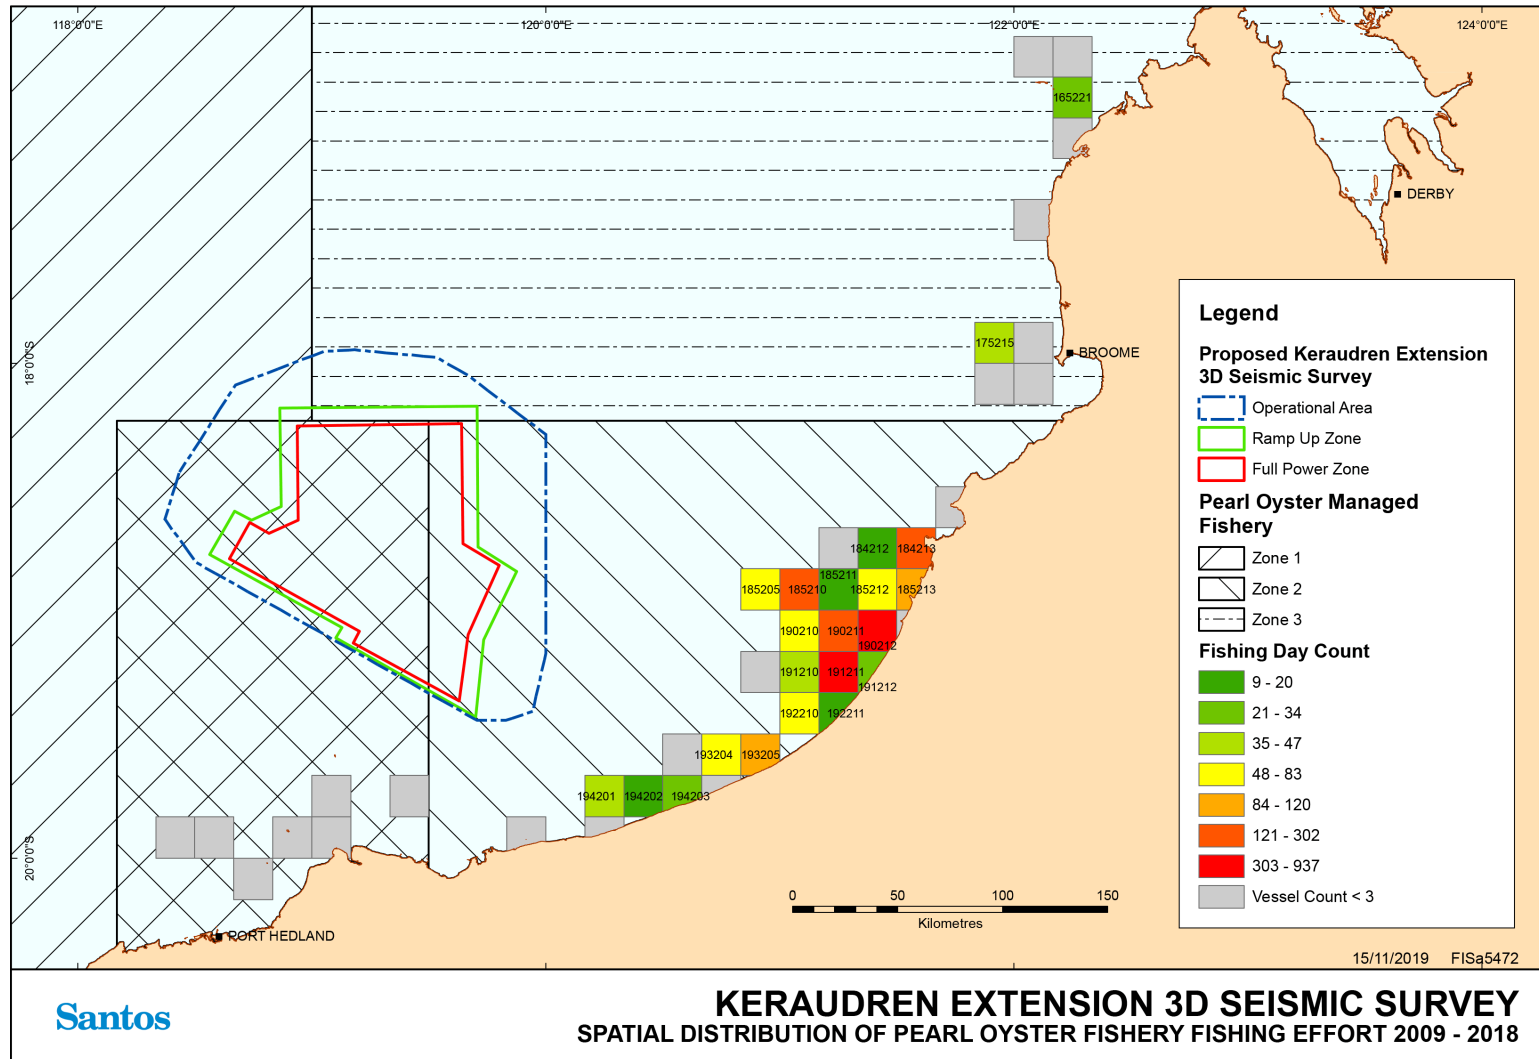 118°0'0"E
120°0'0"E
122°0'0"E
124°0'0"E
165221
DERBY
18°0'0"S
175215
BROOME
184212
184213
185205
185210
185211
185212
185213
190210
190211
190212
191210
191211
191212
192210
192211
193204
193205
194201
194202
194203
20°0'0"S
PORT HEDLAND
0
50
100
150
Kilometres
Legend
Proposed Keraudren Extension
3D Seismic Survey
Operational Area
Ramp Up Zone
Full Power Zone
Pearl Oyster Managed
Fishery
Zone 1
Zone 2
Zone 3
Fishing Day Count
9 - 20
21 - 34
35 - 47
48 - 83
84 - 120
121 - 302
303 - 937
Vessel Count < 3
15/11/2019 FISa5472
Santos
KERAUDREN EXTENSION 3D SEISMIC SURVEY
SPATIAL DISTRIBUTION OF PEARL OYSTER FISHERY FISHING EFFORT 2009 - 2018